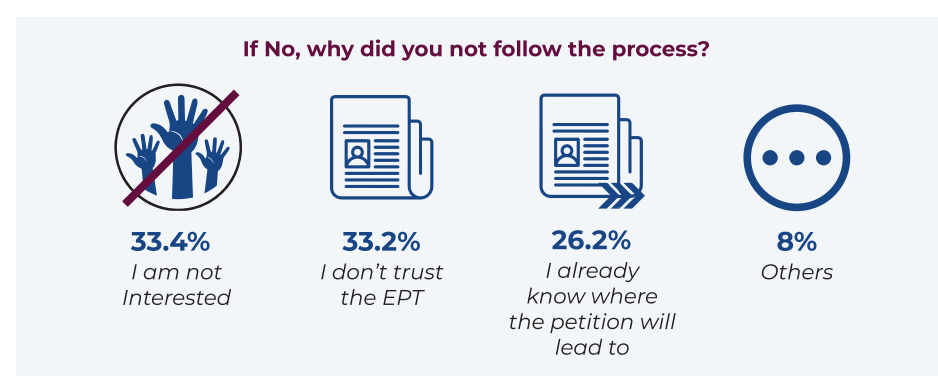 If No, why did you not follow the process?
33.4%
I am not
Interested
33.2%
I don’t trust
the EPT
26.2%
I already
know where
the petition will
lead to
8%
Others